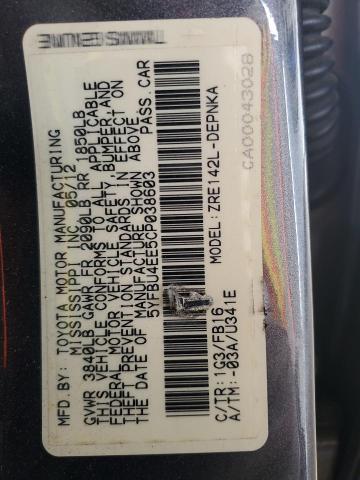 MFD BY: TOYOTA MOTOR MANUFACTURING
MISSISSIPPI INC. 06/12
GVWR 3840LB GAWR FR 2090LB RR 1850LB
THIS VEHICLE CONFORMS TO ALL APPLICABLE
FEDERAL MOTOR VEHICLE SAFETY, BUMPER, AND
THEFT PREVENTION STANDARDS IN EFFECT ON
THE DATE OF MANUFACTURE SHOWN ABOVE.
5YFBU4EE5CP038603 PASS.CAR
MODEL: ZRE142L-DEPNKA
C/TR: 1G3/FB16
A/TM: -03A/U341E
CA00043028